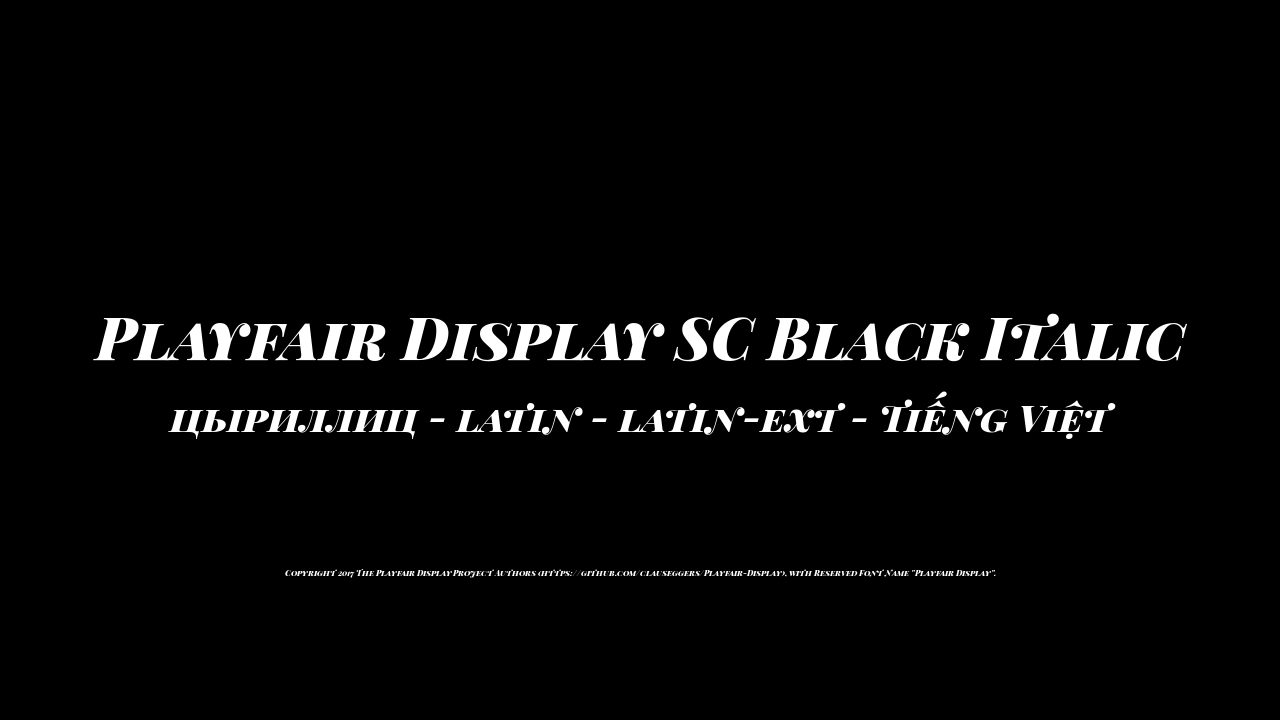 Playfair Display SC Black Italic
цыриллиц - latin - latin-ext - Tiếng Việt
Copyright 2017 The Playfair Display Project Authors (https://github.com/clauseggers/Playfair-Display), with Reserved Font Name "Playfair Display".